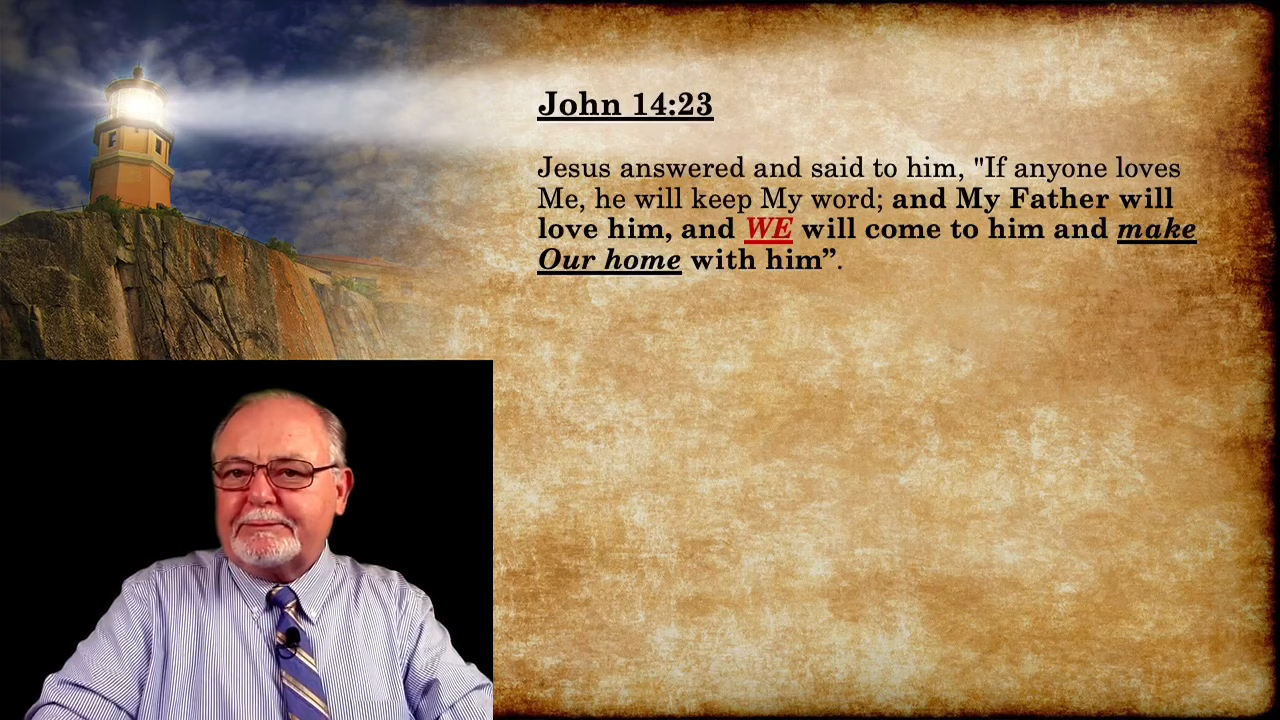 John 14:23
Jesus answered and said to him, "If anyone loves
Me, he will keep My word; and My Father will
love him, and WE will come to him and make
Our home with him”.